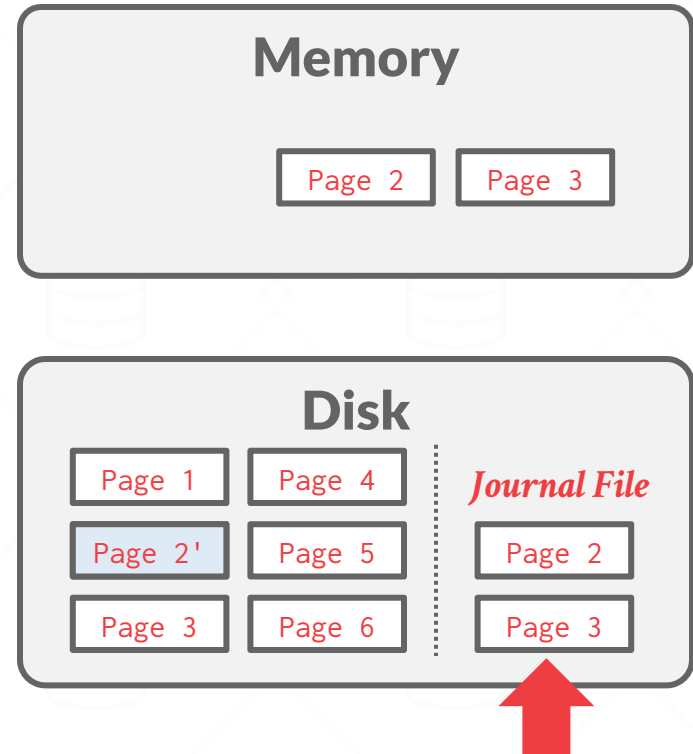 Memory
Page 2 Page 3
Disk
Page 1 Page 4
Page 2' Page 5
Page 3 Page 6
Journal File
Page 2
Page 3